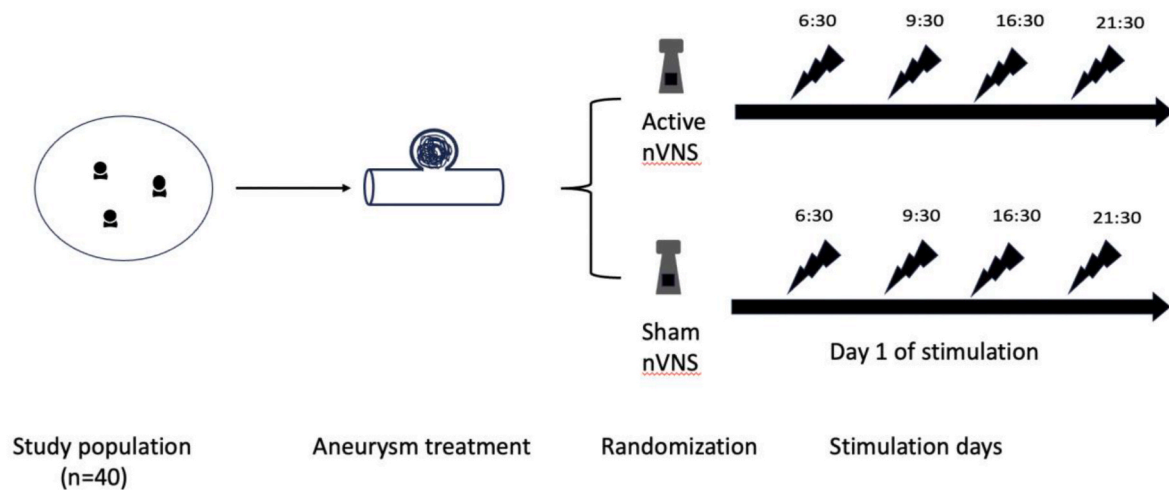 6:30 9:30 16:30 21:30
Active
nVNS
6:30 9:30 16:30 21:30
Sham
nVNS
Day 1 of stimulation
Study population
(n=40)
Aneurysm treatment
Randomization
Stimulation days